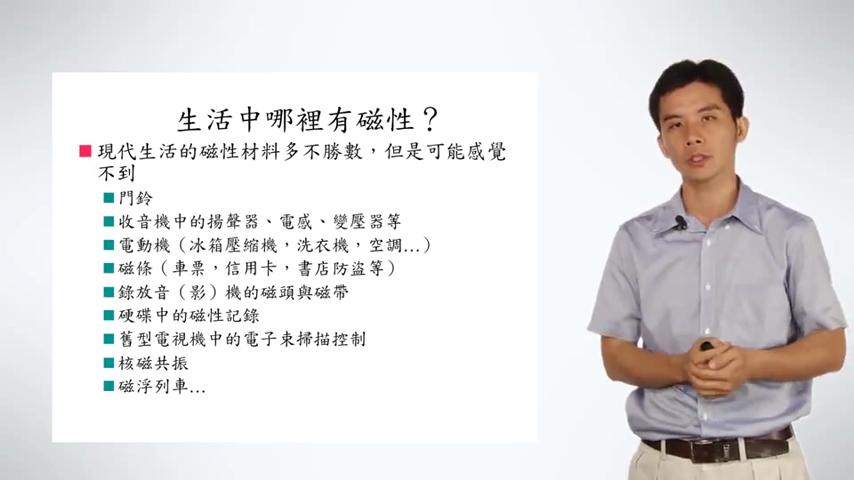 生活中哪裡有磁性？
現代生活的磁性材料多不勝數，但是可能感覺
不到
門鈴
收音機中的揚聲器、電感、變壓器等
電動機（冰箱壓縮機，洗衣機，空調…）
磁條（車票，信用卡，書店防盜等）
錄放音（影）機的磁頭與磁帶
硬碟中的磁性記錄
舊型電視機中的電子束掃描控制
核磁共振
磁浮列車…